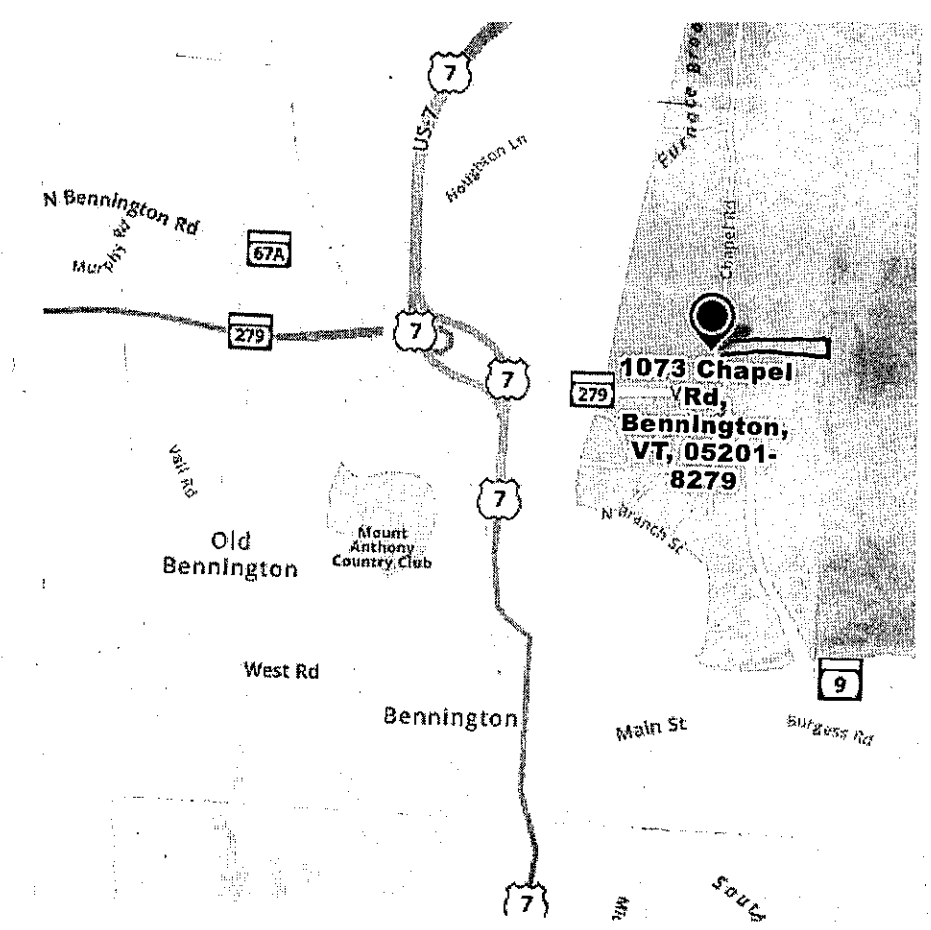 7
US-7
Furnace Broo
Houghton Ln
N Bennington Rd
Murphy Rd
67A
Chapel Rd
279
7
7
279
1073 Chapel
Rd,
Bennington,
VT, 05201-
8279
Vail Rd
7
N Branch St
Old
Bennington
Mount
Anthony
Country Club
West Rd
9
Bennington
Main St
Burgess Rd
7